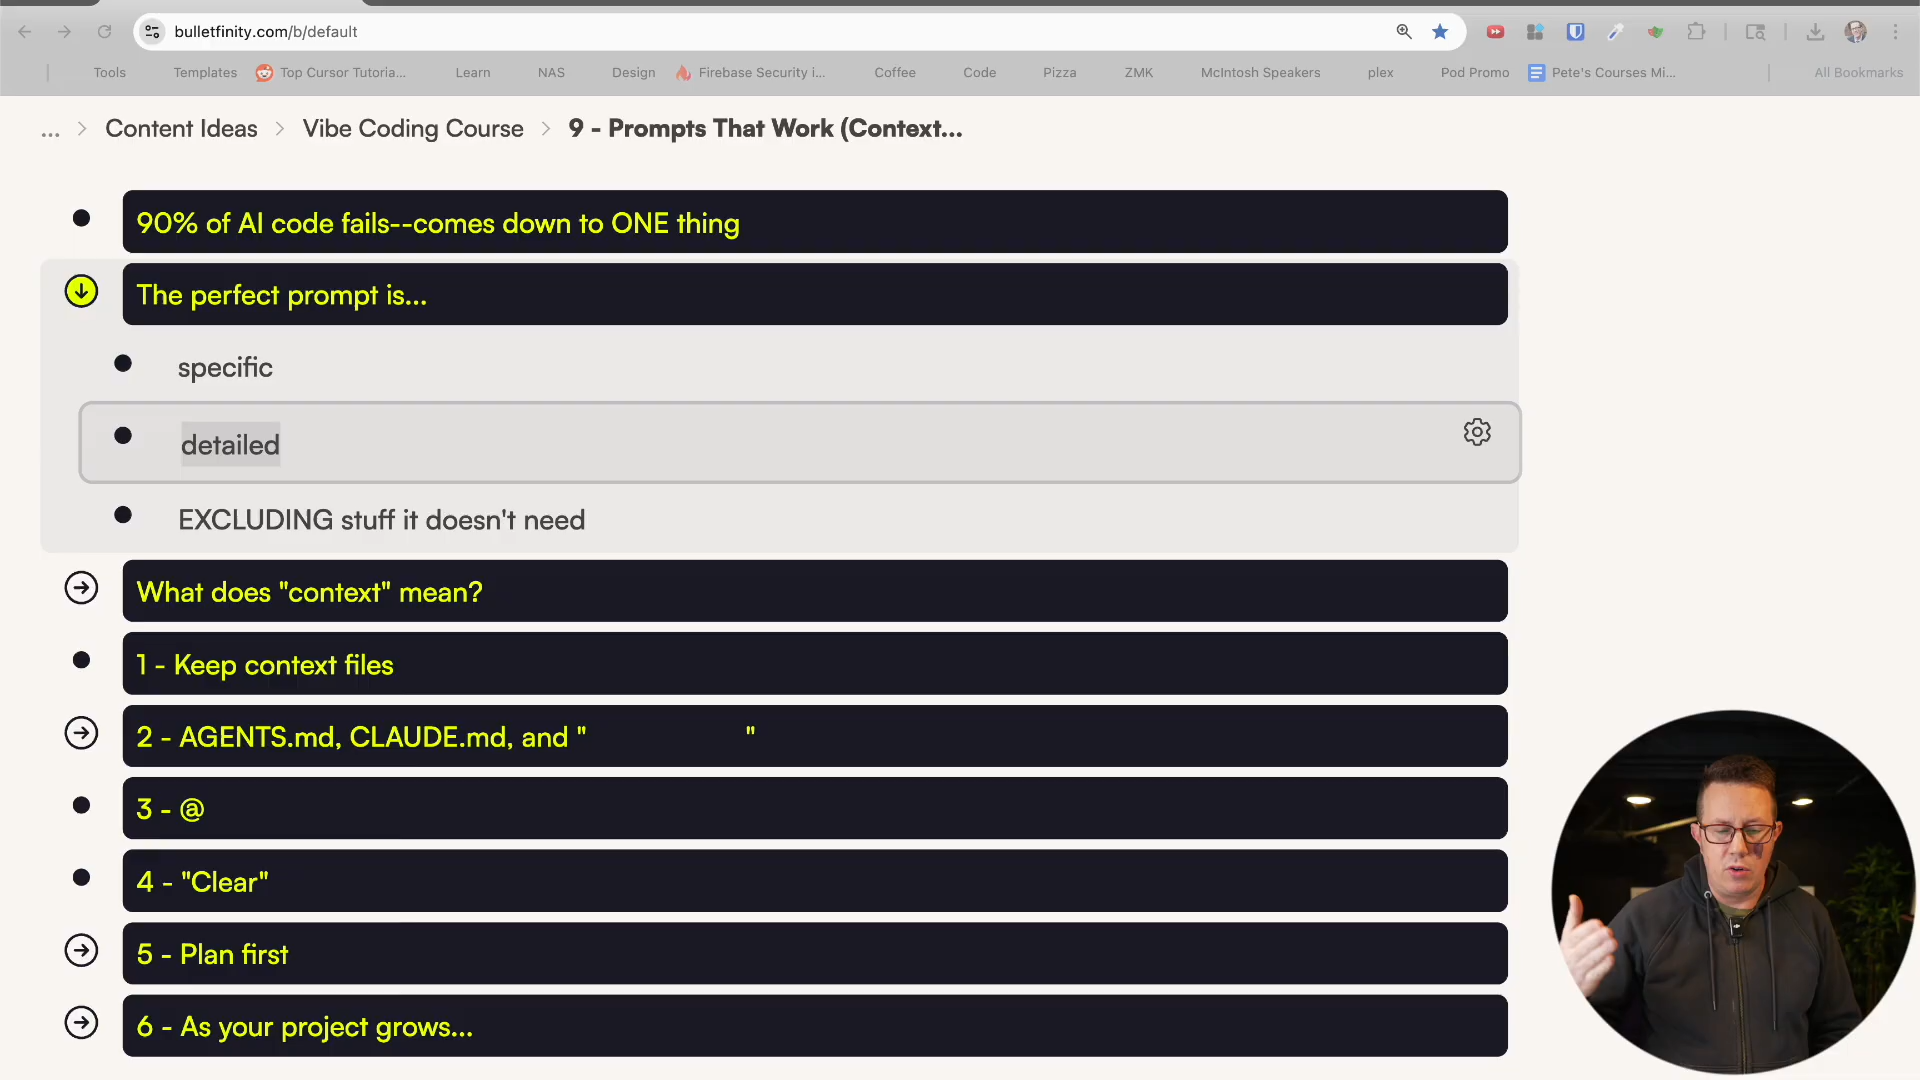 bulletfinity.com/b/default
Tools Templates Top Cursor Tutoria... Learn NAS Design Firebase Security i... Coffee Code Pizza ZMK McIntosh Speakers plex Pod Promo Pete's Courses Mi... All Bookmarks
... > Content Ideas > Vibe Coding Course > 9 - Prompts That Work (Context...
90% of AI code fails--comes down to ONE thing
The perfect prompt is...
specific
detailed
EXCLUDING stuff it doesn't need
What does "context" mean?
1 - Keep context files
2 - AGENTS.md, CLAUDE.md, and " "
3 - @
4 - "Clear"
5 - Plan first
6 - As your project grows...